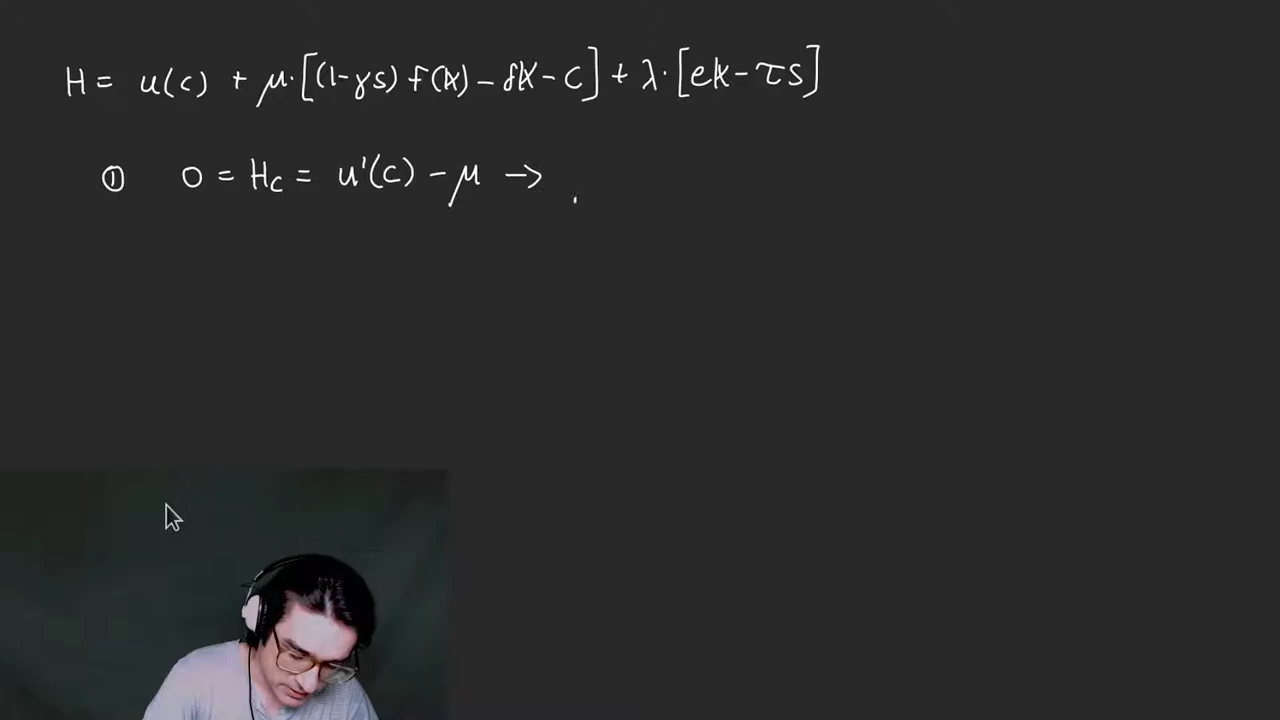 H = u(c) + μ·[(1-γs) f(k) - δk - c] + λ·[ek - τs]
① 0 = H_c = u'(c) - μ →